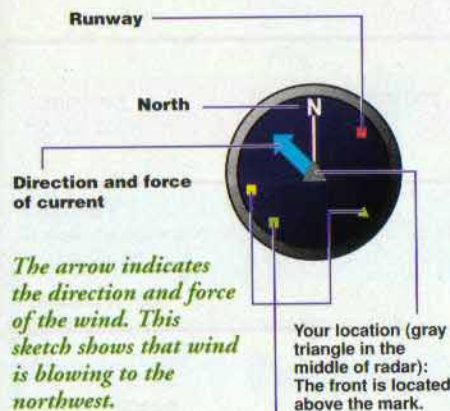 Runway
North
N
Direction and force
of current
The arrow indicates
the direction and force
of the wind. This
sketch shows that wind
is blowing to the
northwest.
Your location (gray
triangle in the
middle of radar):
The front is located
above the mark.